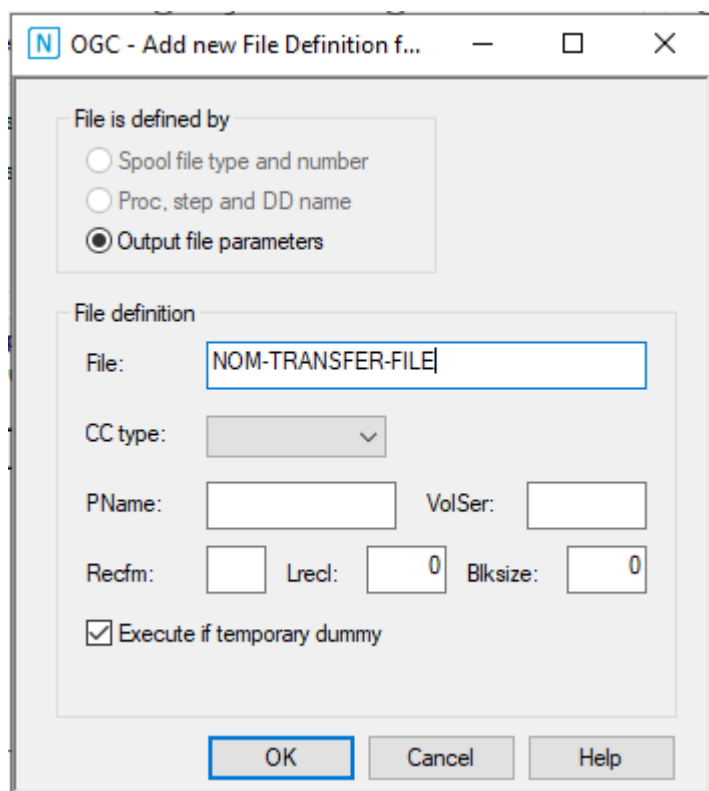 N OGC - Add new File Definition f...
File is defined by
Spool file type and number
Proc, step and DD name
Output file parameters
File definition
File: NOM-TRANSFER-FILE
CC type:
PName: VolSer:
Recfm: Lrecl: 0 Blksize: 0
Execute if temporary dummy
OK Cancel Help